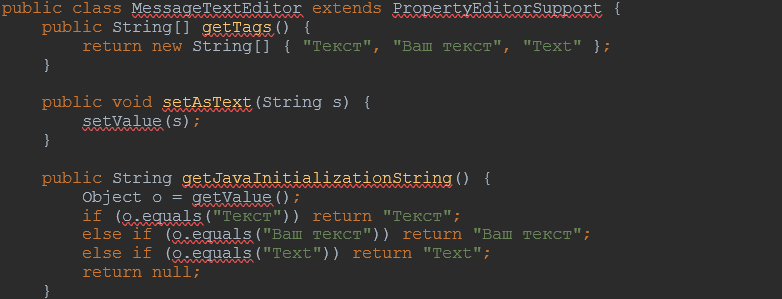 public class MessageTextEditor extends PropertyEditorSupport {
public String[] getTags() {
return new String[] { "Текст", "Ваш текст", "Text" };
}
public void setAsText(String s) {
setValue(s);
}
public String getJavaInitializationString() {
Object o = getValue();
if (o.equals("Текст")) return "Текст";
else if (o.equals("Ваш текст")) return "Ваш текст";
else if (o.equals("Text")) return "Text";
return null;
}